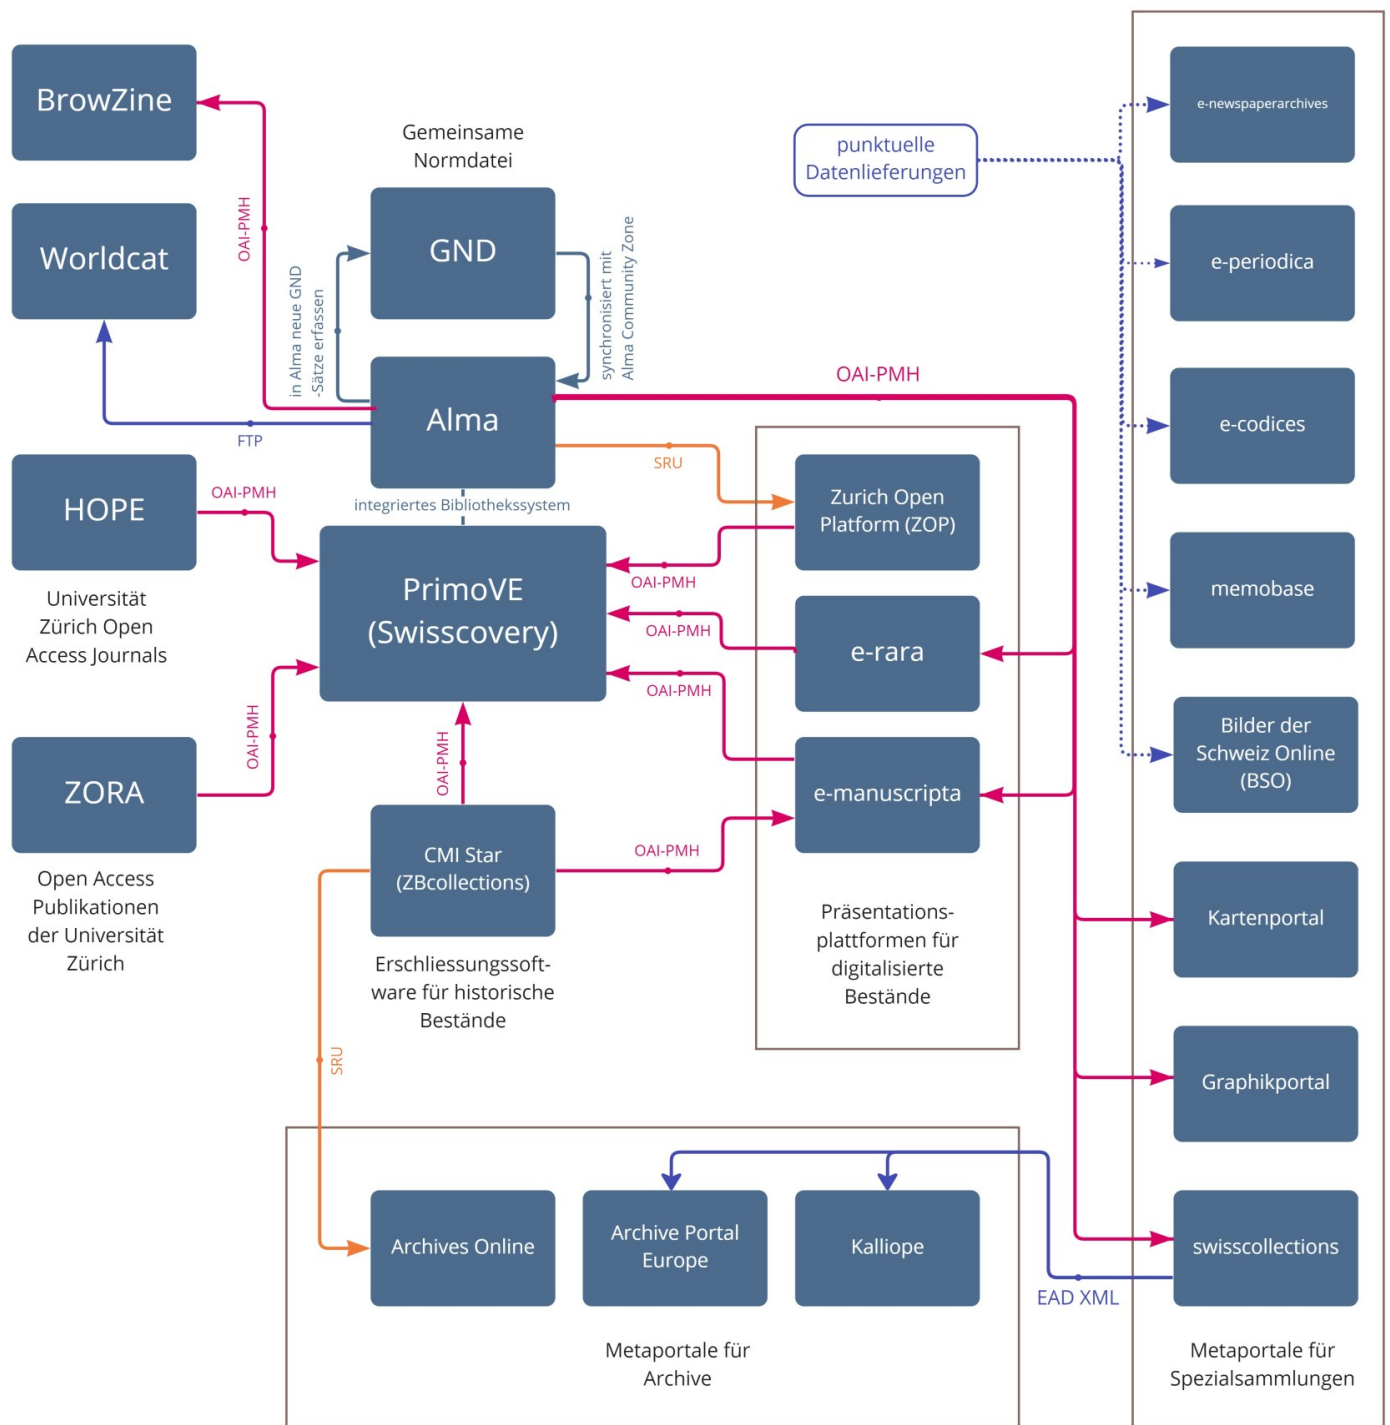 BrowZine
Worldcat
OAI-PMH
FTP
Gemeinsame
Normdatei
GND
in Alma neue GND
-Sätze erfassen
synchronisiert mit
Alma Community Zone
Alma
integriertes Bibliothekssystem
PrimoVE
(Swisscovery)
HOPE
OAI-PMH
Universität
Zürich Open
Access Journals
ZORA
OAI-PMH
Open Access
Publikationen
der Universität
Zürich
OAI-PMH
CMI Star
(ZBcollections)
Erschliessungssoft-
ware für historische
Bestände
SRU
OAI-PMH
punktuelle
Datenlieferungen
OAI-PMH
SRU
Zurich Open
Platform (ZOP)
OAI-PMH
e-rara
OAI-PMH
OAI-PMH
e-manuscripta
Präsentations-
plattformen für
digitalisierte
Bestände
e-newspaperarchives
e-periodica
e-codices
memobase
Bilder der
Schweiz Online
(BSO)
Kartenportal
Graphikportal
swisscollections
EAD XML
Metaportale für
Spezialsammlungen
Archives Online
Archive Portal
Europe
Kalliope
Metaportale für
Archive